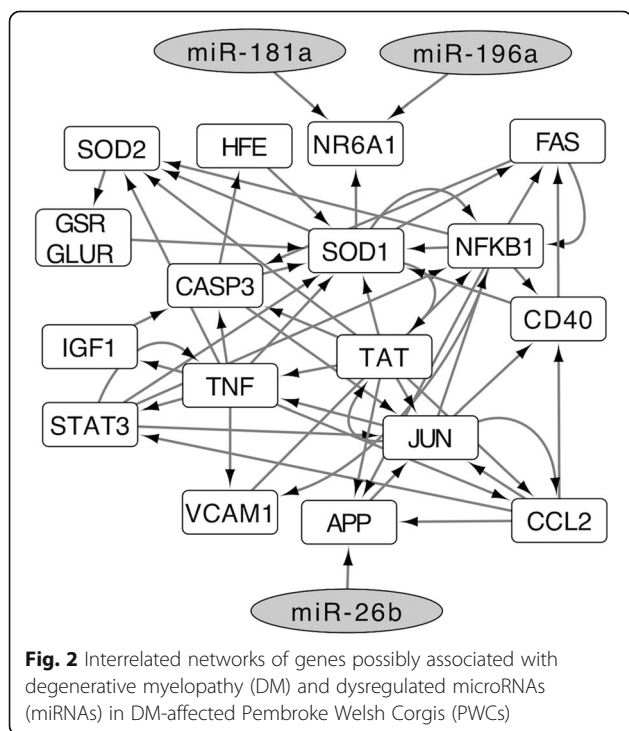 miR-181a
miR-196a
SOD2
HFE
NR6A1
FAS
GSR
GLUR
SOD1
NFKB1
CASP3
CD40
IGF1
TAT
TNF
STAT3
JUN
VCAM1
APP
CCL2
miR-26b
Fig. 2 Interrelated networks of genes possibly associated with
degenerative myelopathy (DM) and dysregulated microRNAs
(miRNAs) in DM-affected Pembroke Welsh Corgis (PWCs)